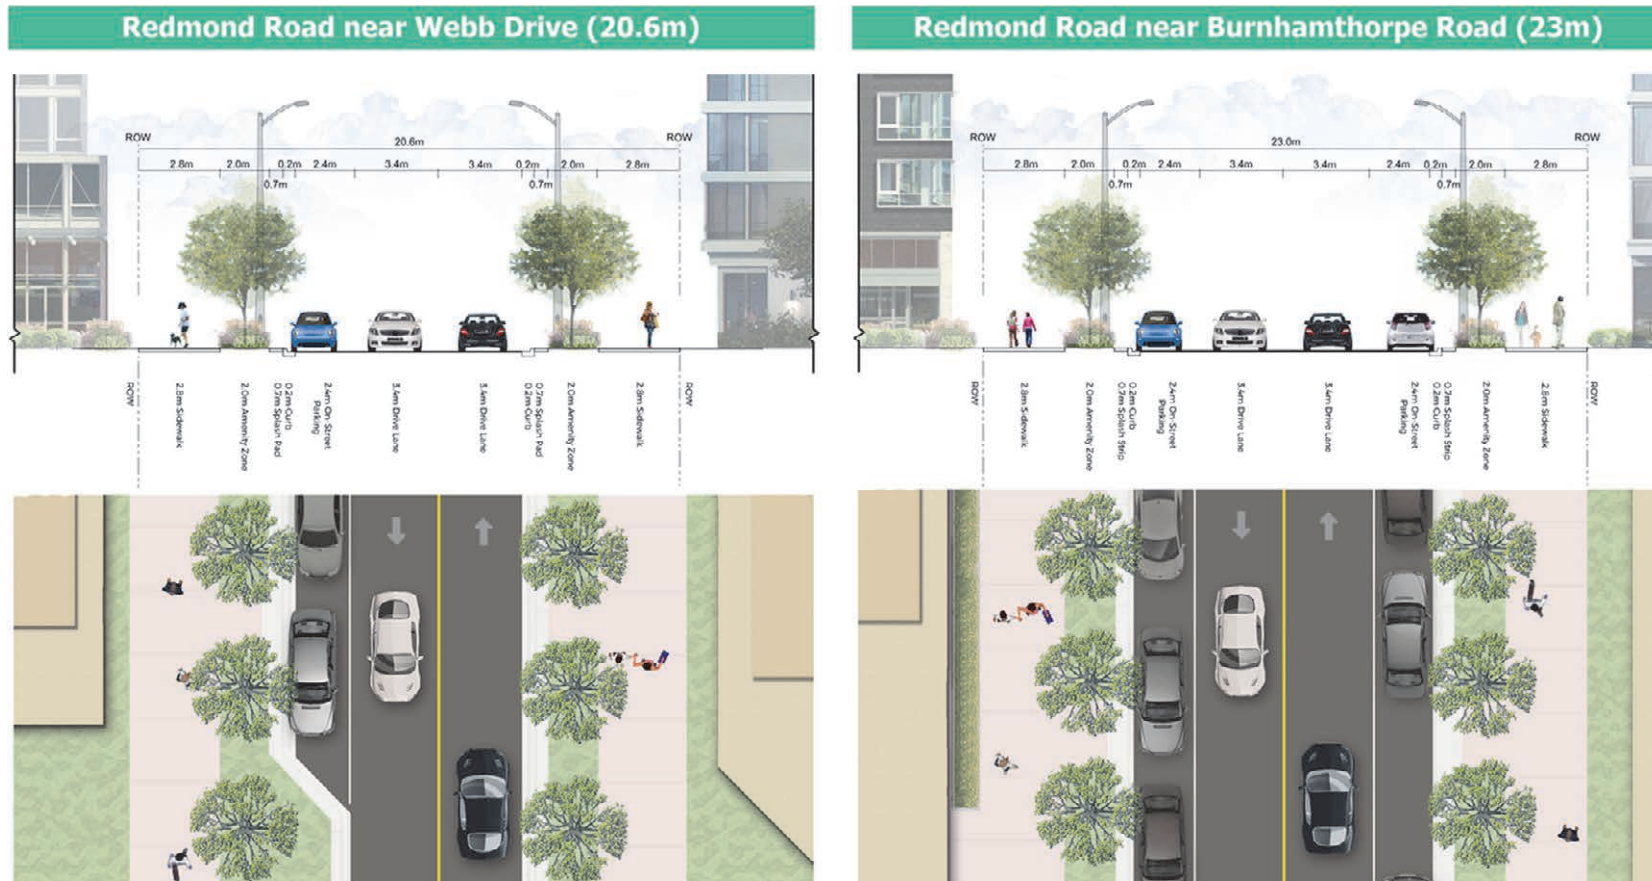 Redmond Road near Webb Drive (20.6m)
ROW
ROW
20.6m
2.8m 2.0m 0.2m 2.4m 3.4m 3.4m 0.2m 2.0m 2.8m
0.7m 0.7m
ROW
2.8m Sidewalk
2.0m Amenity Zone
0.7m Splash Pad
0.2m Curb
2.4m On-Street
Parking
3.4m Drive Lane
3.4m Drive Lane
0.2m Curb
0.7m Splash Pad
2.0m Amenity Zone
2.8m Sidewalk
ROW
Redmond Road near Burnhamthorpe Road (23m)
ROW
ROW
23.0m
2.8m 2.0m 0.2m 2.4m 3.4m 3.4m 2.4m 0.2m 2.0m 2.8m
0.7m 0.7m
ROW
2.8m Sidewalk
2.0m Amenity Zone
0.7m Splash Strip
0.2m Curb
2.4m On-Street
Parking
3.4m Drive Lane
3.4m Drive Lane
2.4m On-Street
Parking
0.2m Curb
0.7m Splash Strip
2.0m Amenity Zone
2.8m Sidewalk
ROW